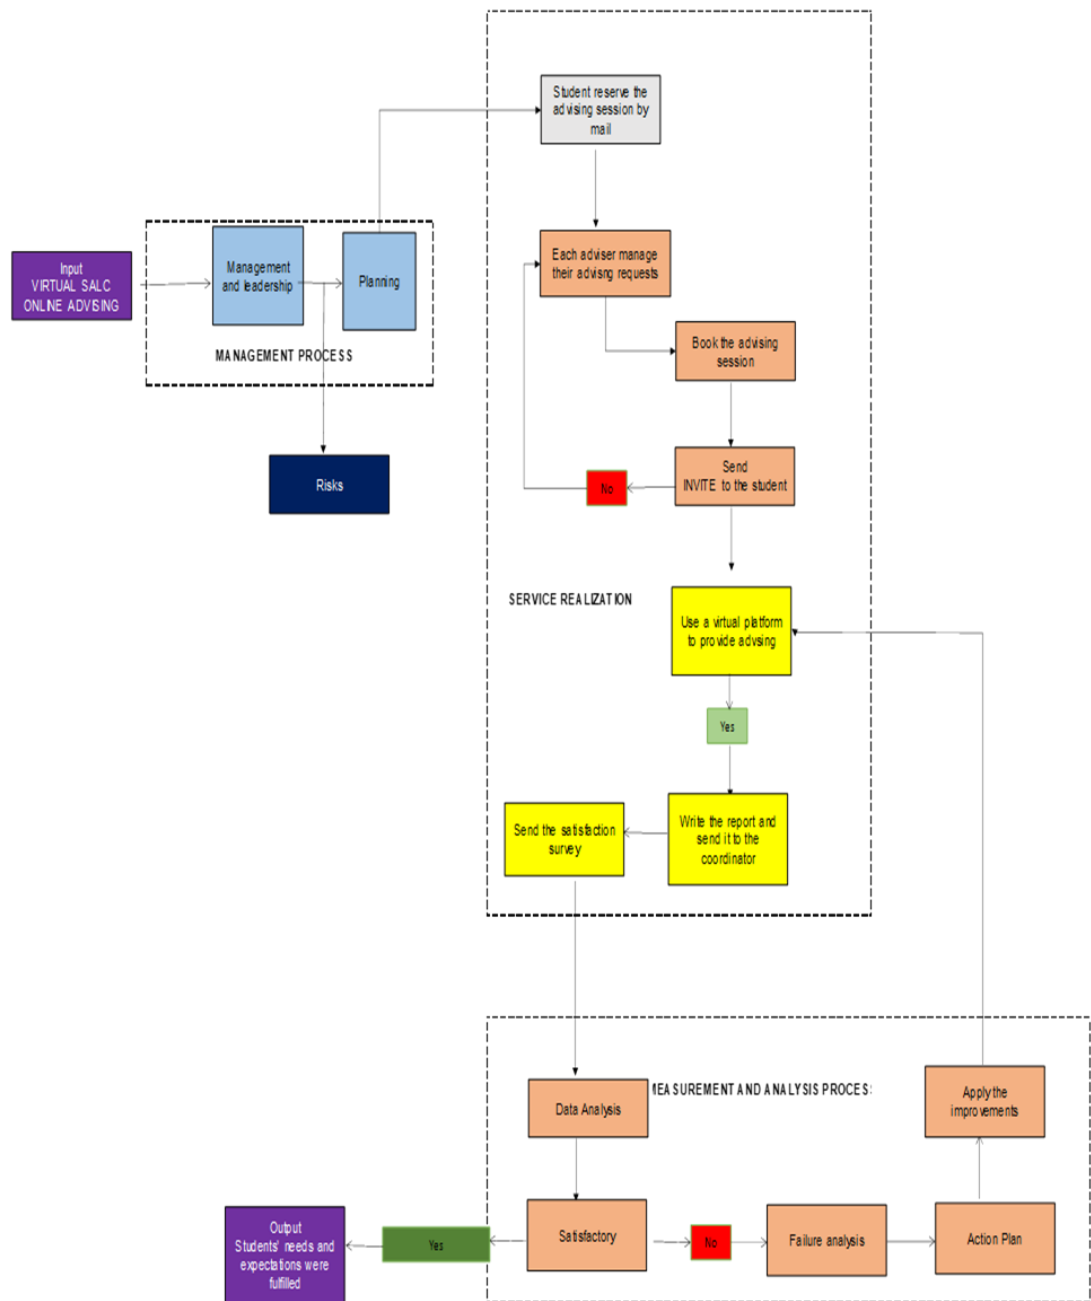 Student reserve the
advising session by
mail
Input
VIRTUAL SALC
ONLINE ADVISING
Management
and leadership
Planning
MANAGEMENT PROCESS
Risks
Each adviser manage
their advising requests
Book the advising
session
Send
INVITE to the student
No
SERVICE REALIZATION
Use a virtual platform
to provide advsing
Yes
Write the report and
send it to the
coordinator
Send the satisfaction
survey
MEASUREMENT AND ANALYSIS PROCESS
Data Analysis
Apply the
improvements
Satisfactory
No
Failure analysis
Action Plan
Yes
Output
Students' needs and
expectations were
fulfilled